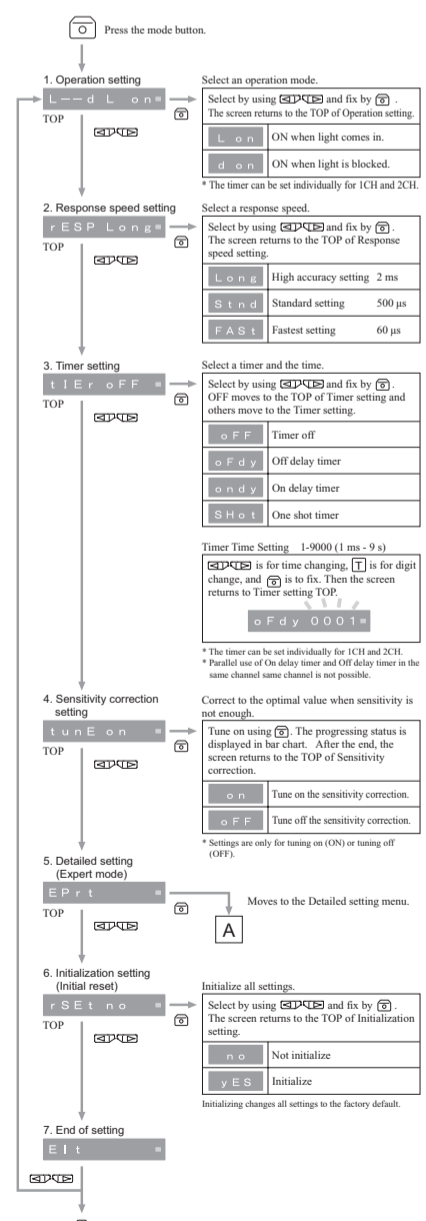 Press the mode button.
1. Operation setting
L--d L on=
TOP
Select an operation mode.
Select by using and fix by .
The screen returns to the TOP of Operation setting.
L on ON when light comes in.
d on ON when light is blocked.
* The timer can be set individually for 1CH and 2CH.
2. Response speed setting
rESP Long=
TOP
Select a response speed.
Select by using and fix by .
The screen returns to the TOP of Response
speed setting.
Long High accuracy setting 2 ms
Stnd Standard setting 500 µs
FASt Fastest setting 60 µs
3. Timer setting
tIEr oFF =
TOP
Select a timer and the time.
Select by using and fix by .
OFF moves to the TOP of Timer setting and
others move to the Timer setting.
oFF Timer off
oFdy Off delay timer
ondy On delay timer
SHot One shot timer
Timer Time Setting 1-9000 (1 ms - 9 s)
is for time changing, T is for digit
change, and is to fix. Then the screen
returns to Timer setting TOP.
oFdy 0001=
* The timer can be set individually for 1CH and 2CH.
* Parallel use of On delay timer and Off delay timer in the
same channel same channel is not possible.
4. Sensitivity correction
setting
tunE on =
TOP
Correct to the optimal value when sensitivity is
not enough.
Tune on using . The progressing status is
displayed in bar chart. After the end, the
screen returns to the TOP of Sensitivity
correction.
on Tune on the sensitivity correction.
oFF Tune off the sensitivity correction.
* Settings are only for tuning on (ON) or tuning off
(OFF).
5. Detailed setting
(Expert mode)
EPrt =
TOP
Moves to the Detailed setting menu.
A
6. Initialization setting
(Initial reset)
rSEt no =
TOP
Initialize all settings.
Select by using and fix by .
The screen returns to the TOP of Initialization
setting.
no Not initialize
yES Initialize
Initializing changes all settings to the factory default.
7. End of setting
EIt =